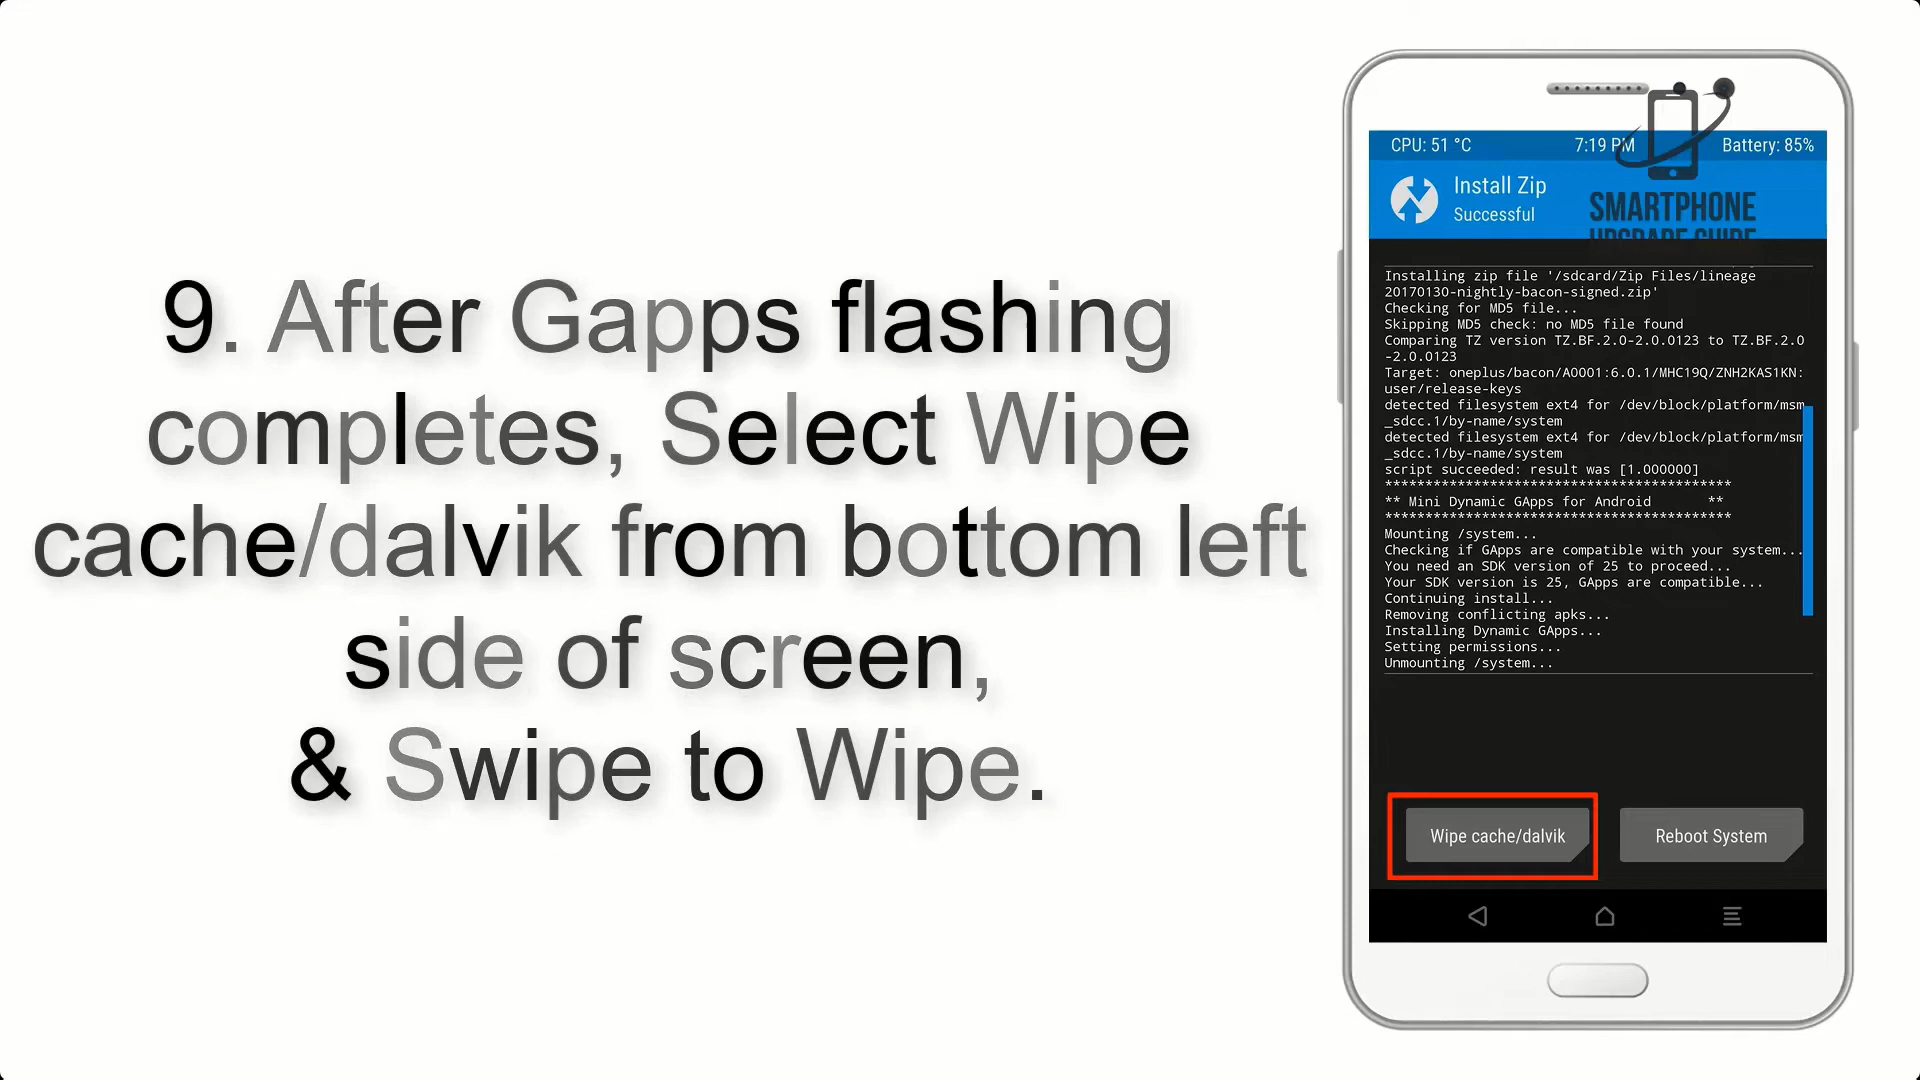 9. After Gapps flashing
completes, Select Wipe
cache/dalvik from bottom left
side of screen,
& Swipe to Wipe.
CPU: 51 °C 7:19 PM Battery: 85%
Install Zip
Successful
SMARTPHONE
UPGRADE GUIDE
Installing zip file '/sdcard/Zip Files/lineage
20170130-nightly-bacon-signed.zip'
Checking for MD5 file...
Skipping MD5 check: no MD5 file found
Comparing TZ version TZ.BF.2.0-2.0.0123 to TZ.BF.2.0
-2.0.0123
Target: oneplus/bacon/A0001:6.0.1/MHC19Q/ZNH2KAS1KN:
user/release-keys
detected filesystem ext4 for /dev/block/platform/msm
_sdcc.1/by-name/system
detected filesystem ext4 for /dev/block/platform/msm
_sdcc.1/by-name/system
script succeeded: result was [1.000000]
*******************************************
** Mini Dynamic GApps for Android       **
*******************************************
Mounting /system...
Checking if GApps are compatible with your system...
You need an SDK version of 25 to proceed...
Your SDK version is 25, GApps are compatible...
Continuing install...
Removing conflicting apks...
Installing Dynamic GApps...
Setting permissions...
Unmounting /system...
Wipe cache/dalvik Reboot System